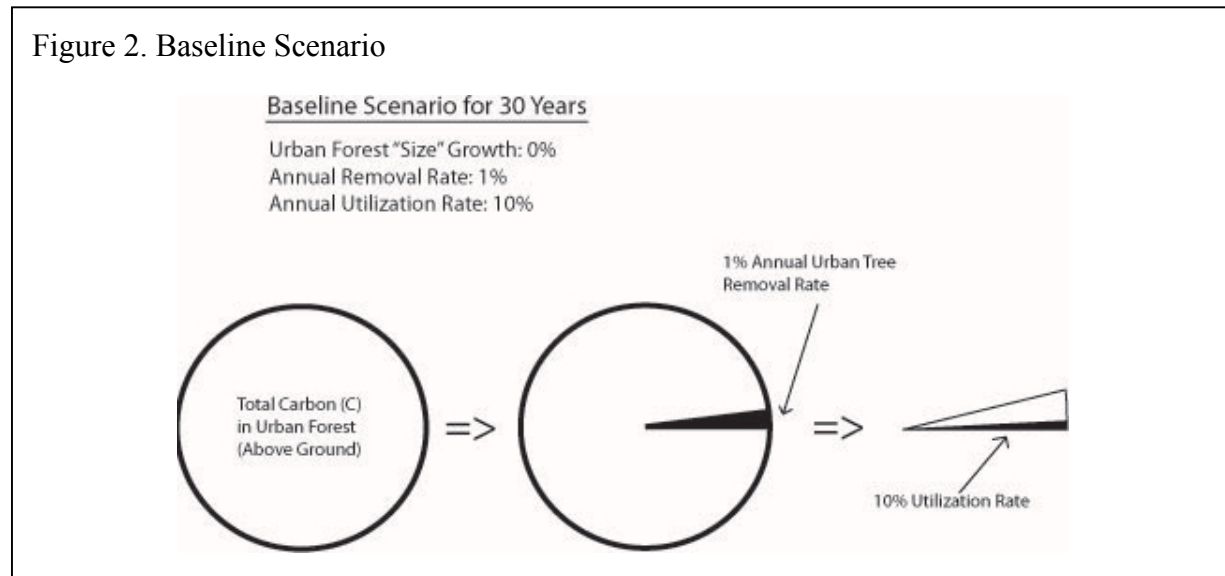 Figure 2. Baseline Scenario
Baseline Scenario for 30 Years
Urban Forest "Size" Growth: 0%
Annual Removal Rate: 1%
Annual Utilization Rate: 10%
1% Annual Urban Tree
Removal Rate
Total Carbon (C)
in Urban Forest
(Above Ground)
=>
=>
10% Utilization Rate